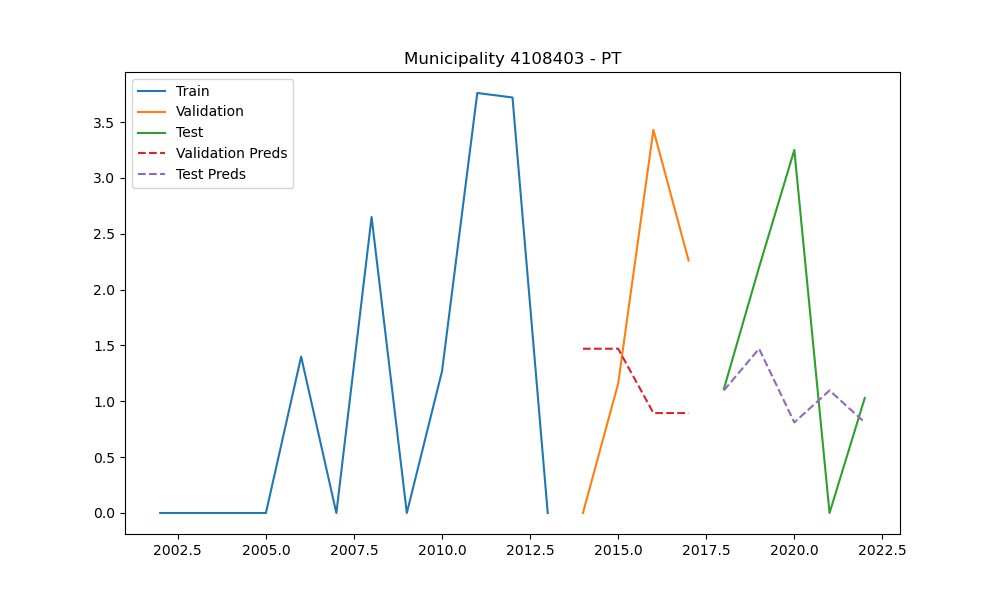 Municipality 4108403 - PT
Train
Validation
Test
Validation Preds
Test Preds
3.5
3.0
2.5
2.0
1.5
1.0
0.5
0.0
2002.5 2005.0 2007.5 2010.0 2012.5 2015.0 2017.5 2020.0 2022.5